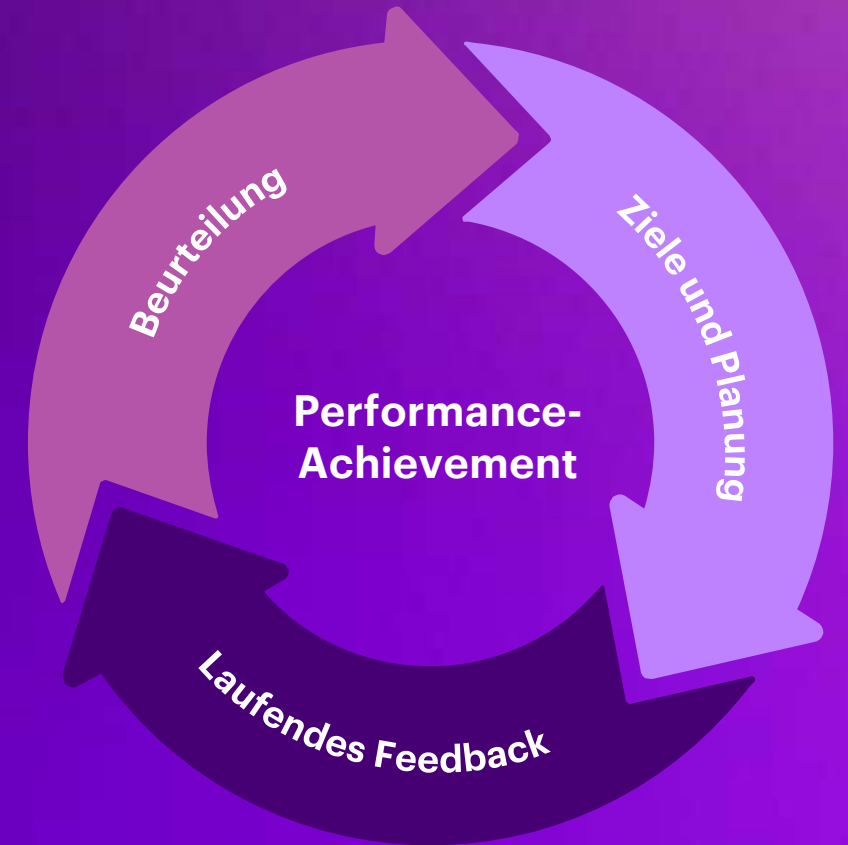 Beurteilung
Ziele und Planung
Performance-
Achievement
Laufendes Feedback